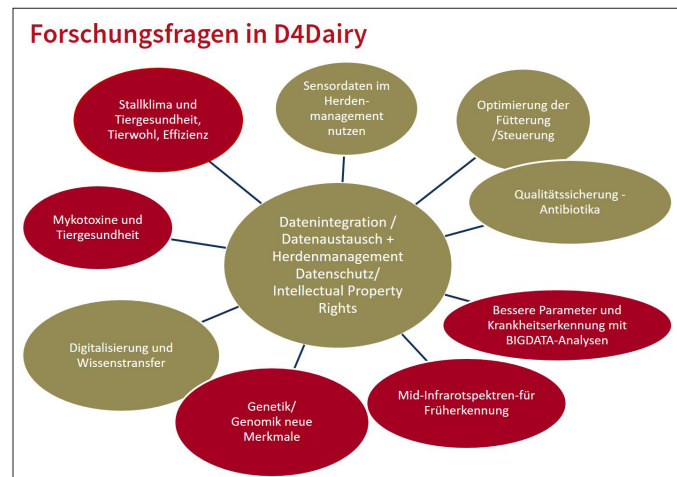 Forschungsfragen in D4Dairy
Stallklima und
Tiergesundheit,
Tierwohl, Effizienz
Sensordaten im
Herden-
management
nutzen
Optimierung der
Fütterung
/Steuerung
Qualitätssicherung -
Antibiotika
Mykotoxine und
Tiergesundheit
Datenintegration /
Datenaustausch +
Herdenmanagement
Datenschutz/
Intellectual Property
Rights
Bessere Parameter und
Krankheitserkennung mit
BIGDATA-Analysen
Digitalisierung und
Wissenstransfer
Mid-Infrarotspektren-für
Früherkennung
Genetik/
Genomik neue
Merkmale